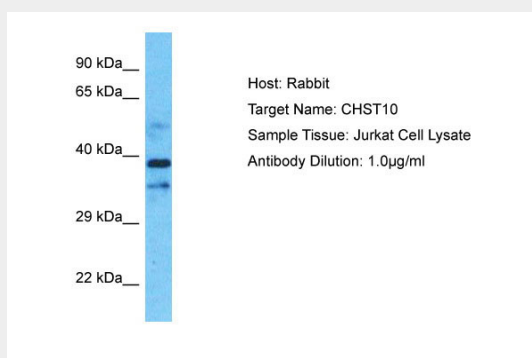 90 kDa__
65 kDa__
40 kDa__
29 kDa__
22 kDa__
Host: Rabbit
Target Name: CHST10
Sample Tissue: Jurkat Cell Lysate
Antibody Dilution: 1.0µg/ml